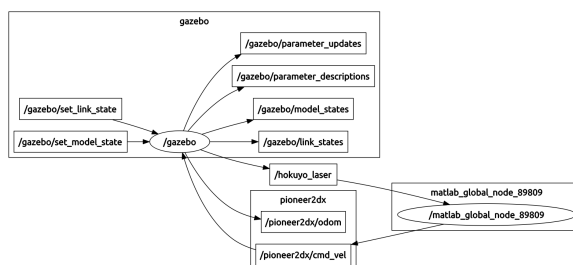 gazebo
/gazebo/parameter_updates
/gazebo/parameter_descriptions
/gazebo/set_link_state
/gazebo/model_states
/gazebo/set_model_state
/gazebo
/gazebo/link_states
/hokuyo_laser
pioneer2dx
/pioneer2dx/odom
/pioneer2dx/cmd_vel
matlab_global_node_89809
/matlab_global_node_89809